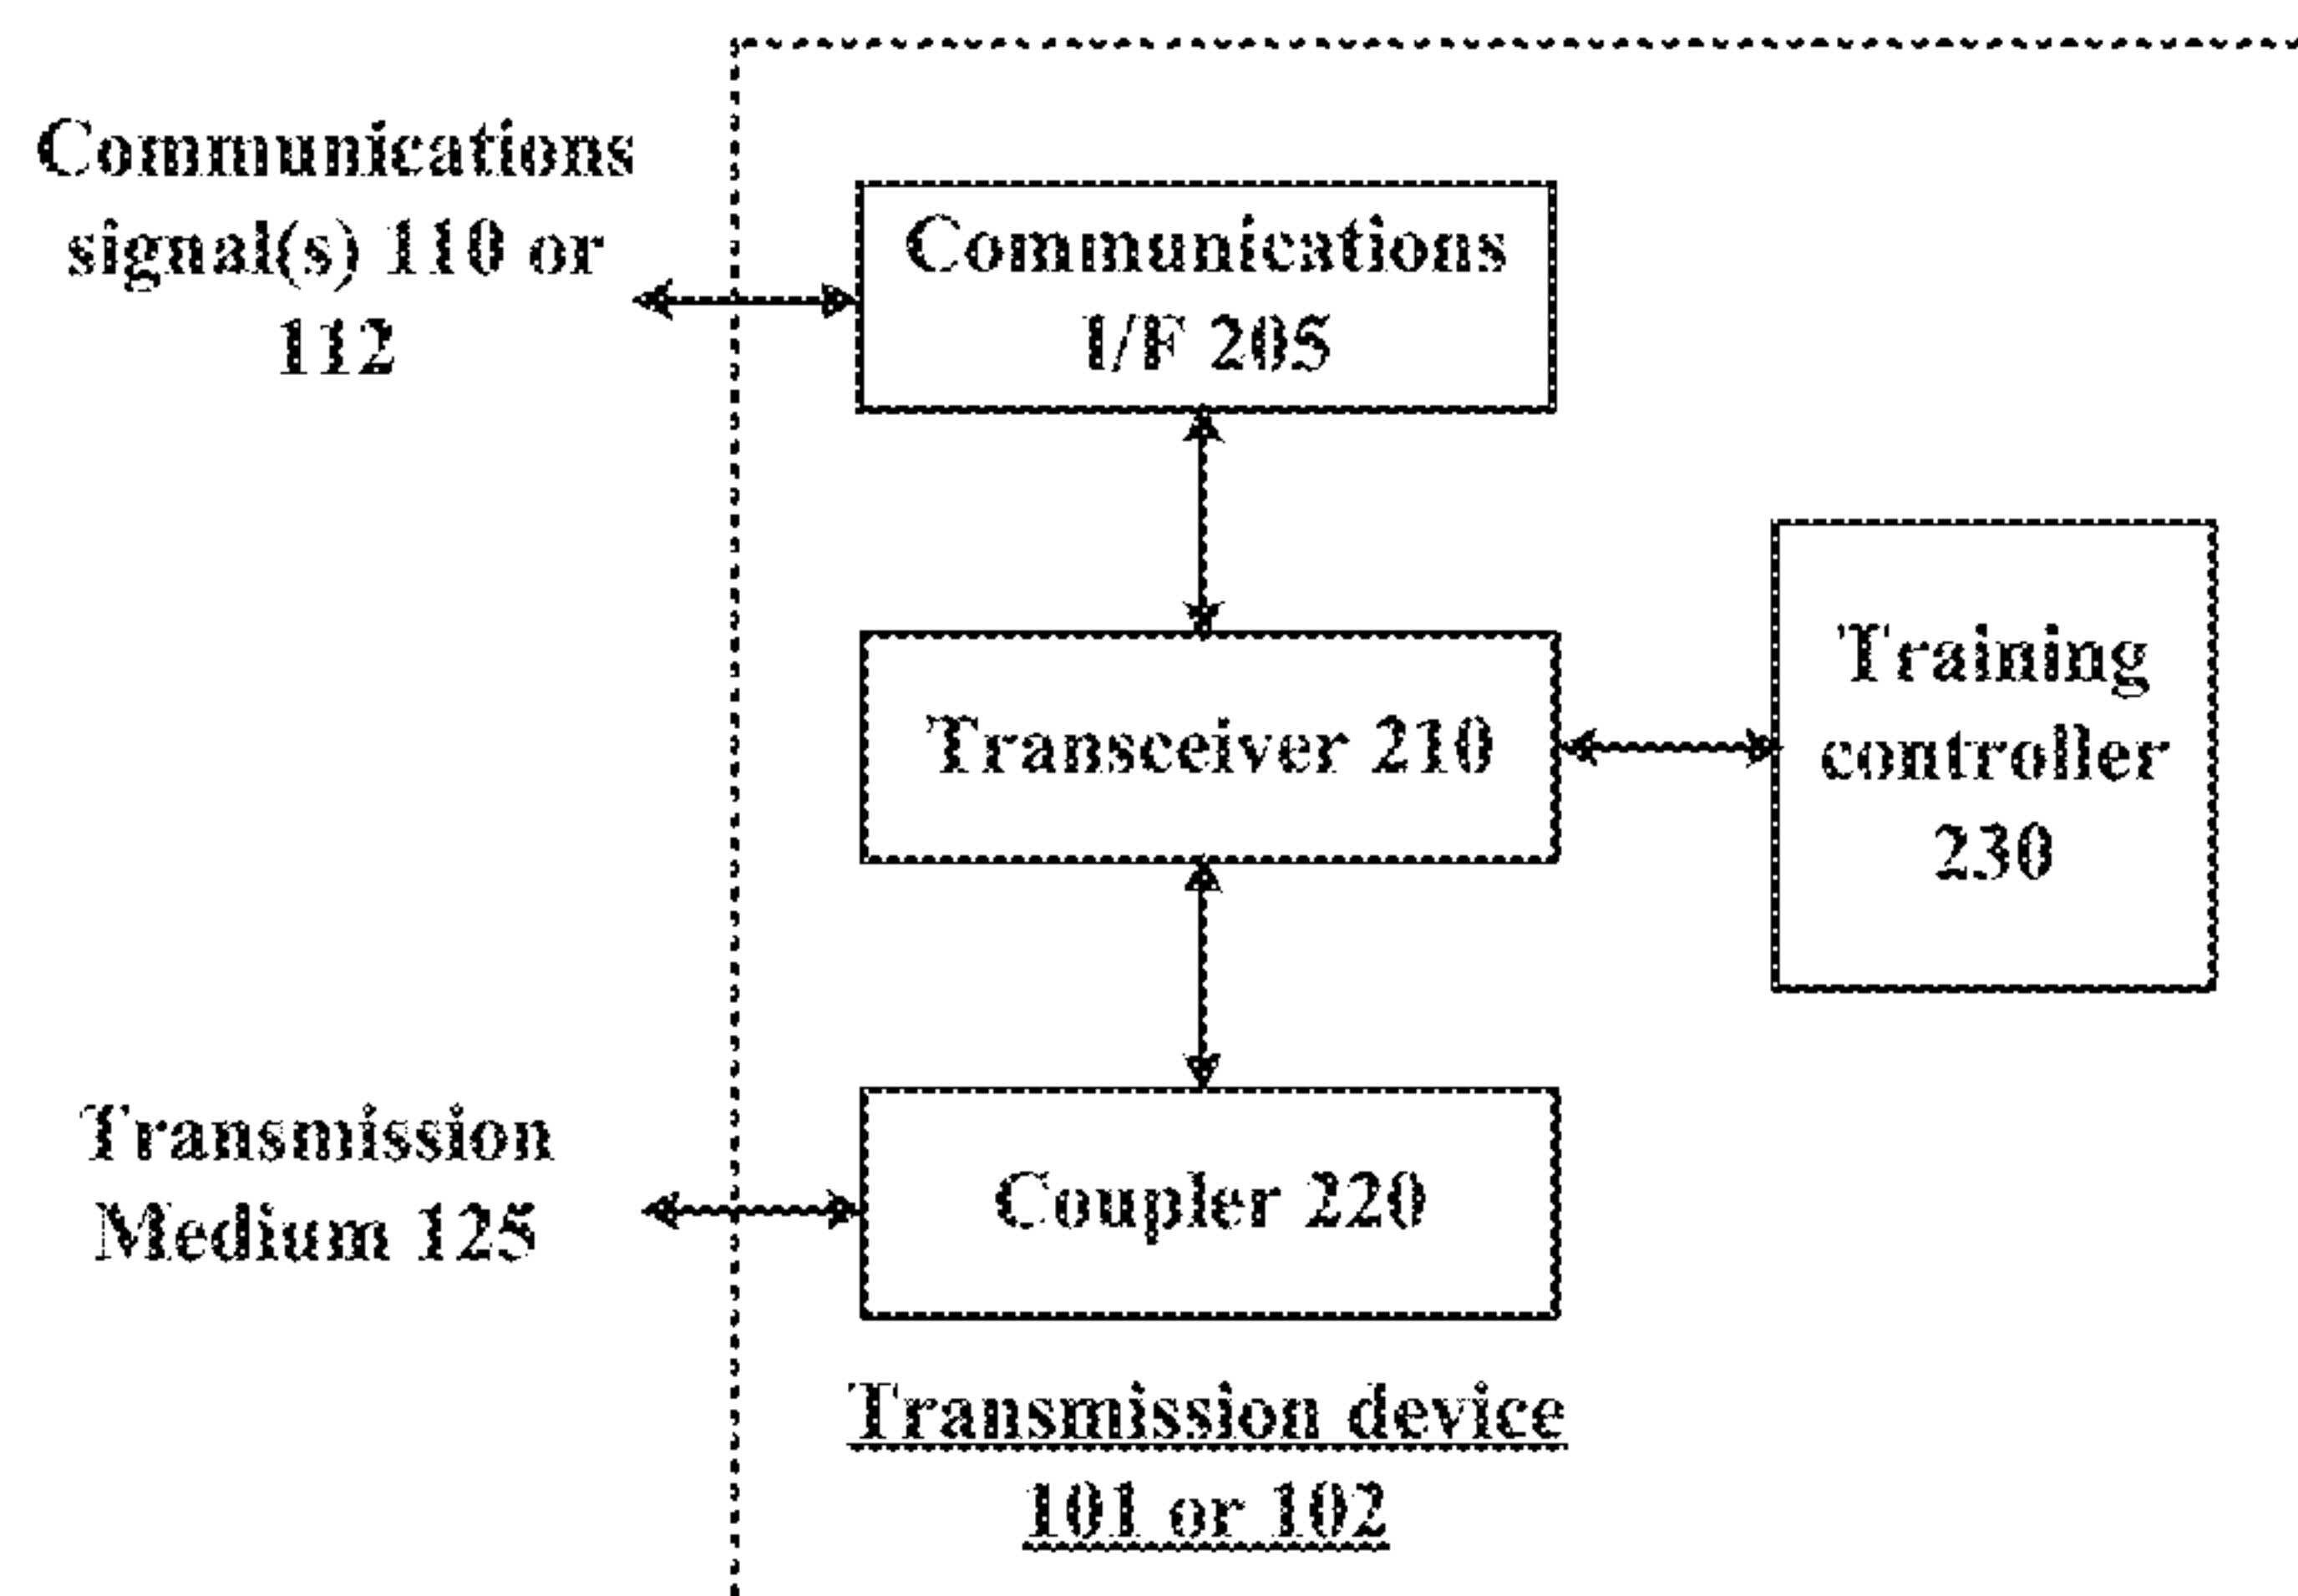 Communications
signal(s) 110 or
112
Communications
I/F 205
Transceiver 210
Training
controller
230
Transmission
Medium 125
Coupler 220
Transmission device
101 or 102